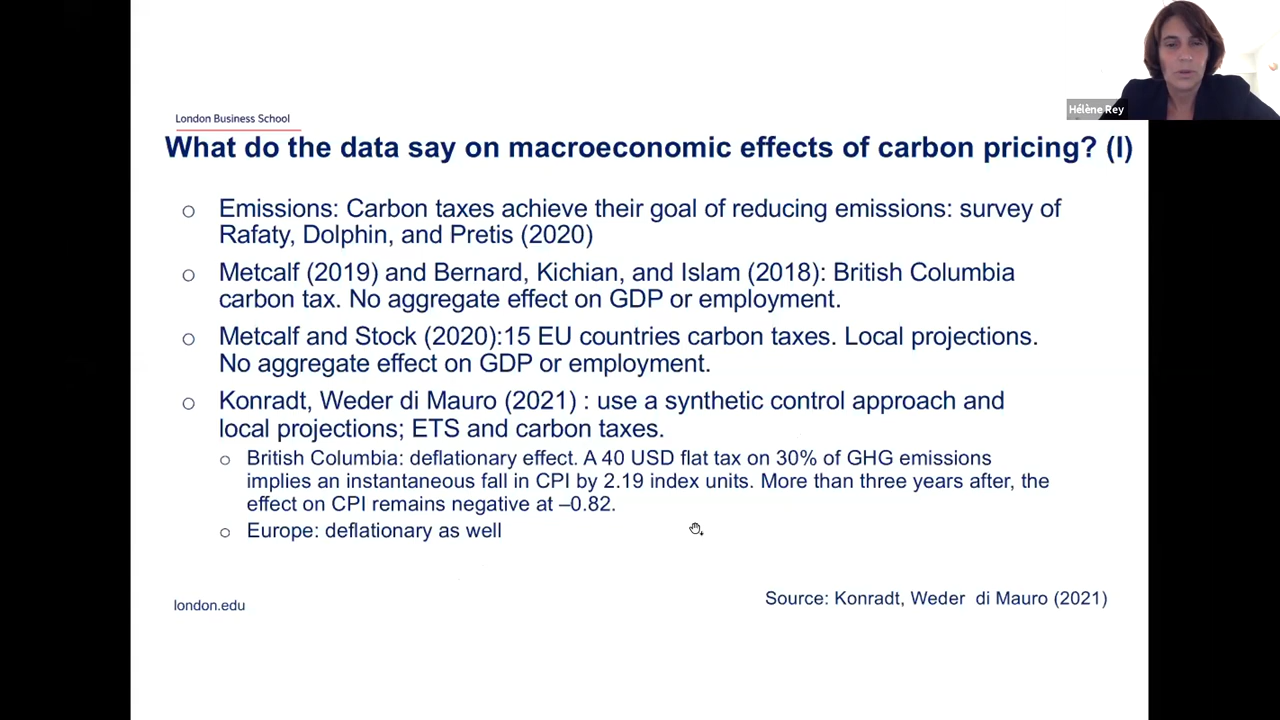 Hélène Rey
London Business School
What do the data say on macroeconomic effects of carbon pricing? (I)
o Emissions: Carbon taxes achieve their goal of reducing emissions: survey of
Rafaty, Dolphin, and Pretis (2020)
o Metcalf (2019) and Bernard, Kichian, and Islam (2018): British Columbia
carbon tax. No aggregate effect on GDP or employment.
o Metcalf and Stock (2020):15 EU countries carbon taxes. Local projections.
No aggregate effect on GDP or employment.
o Konradt, Weder di Mauro (2021) : use a synthetic control approach and
local projections; ETS and carbon taxes.
o British Columbia: deflationary effect. A 40 USD flat tax on 30% of GHG emissions
implies an instantaneous fall in CPI by 2.19 index units. More than three years after, the
effect on CPI remains negative at –0.82.
o Europe: deflationary as well
london.edu
Source: Konradt, Weder di Mauro (2021)